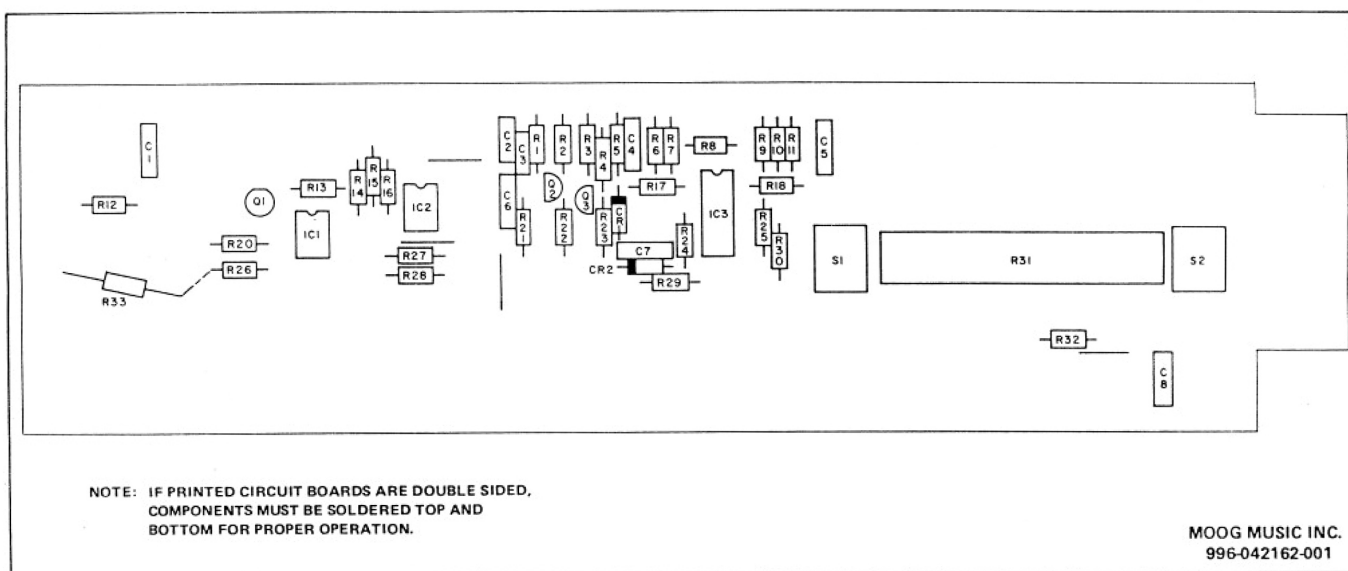 C1
C2
C3
R1
R2
R3
R4
R5
C4
R6
R7
R8
R9
R10
R11
C5
R12
Q1
R13
R14
R15
R16
IC2
C6
Q2
Q3
R17
IC3
R18
IC1
R20
R21
R22
R23
CR1
R24
R25
R30
R26
R27
R28
C7
CR2
R29
S1
R31
S2
R33
R32
C8
NOTE: IF PRINTED CIRCUIT BOARDS ARE DOUBLE SIDED,
COMPONENTS MUST BE SOLDERED TOP AND
BOTTOM FOR PROPER OPERATION.
MOOG MUSIC INC.
996-042162-001